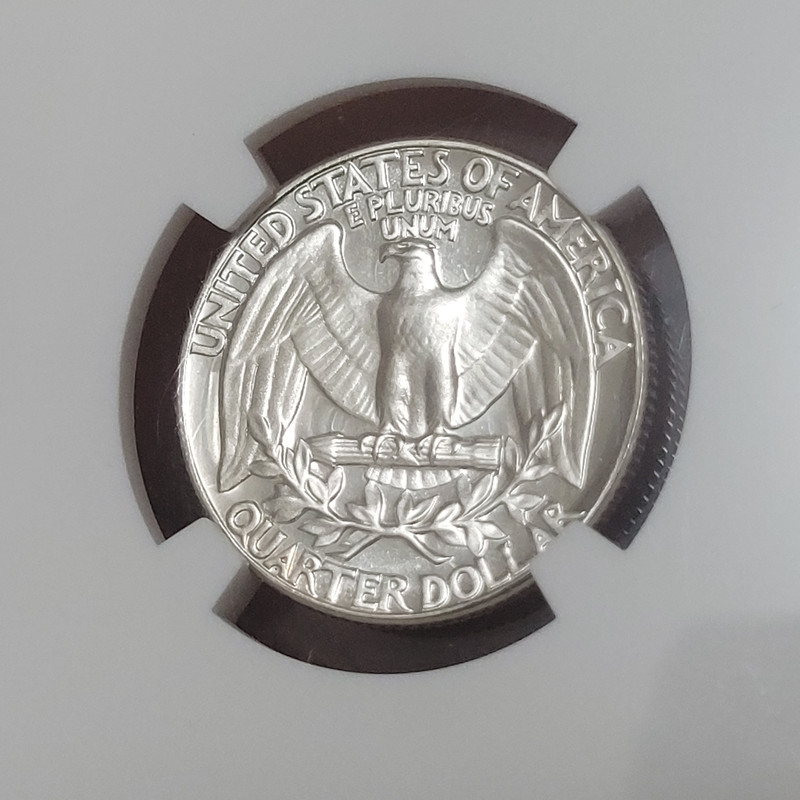 UNITED STATES OF AMERICA
E PLURIBUS
UNUM
QUARTER DOLLAR